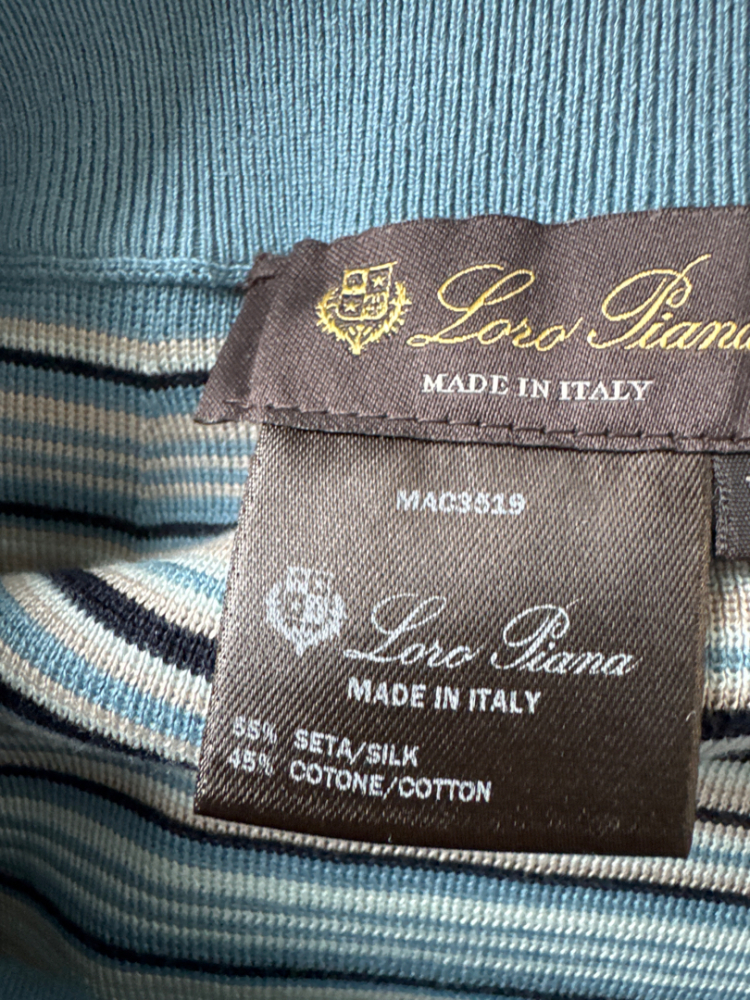 Loro Piana
MADE IN ITALY
MAC3519
Loro Piana
MADE IN ITALY
55% SETA/SILK
45% COTONE/COTTON